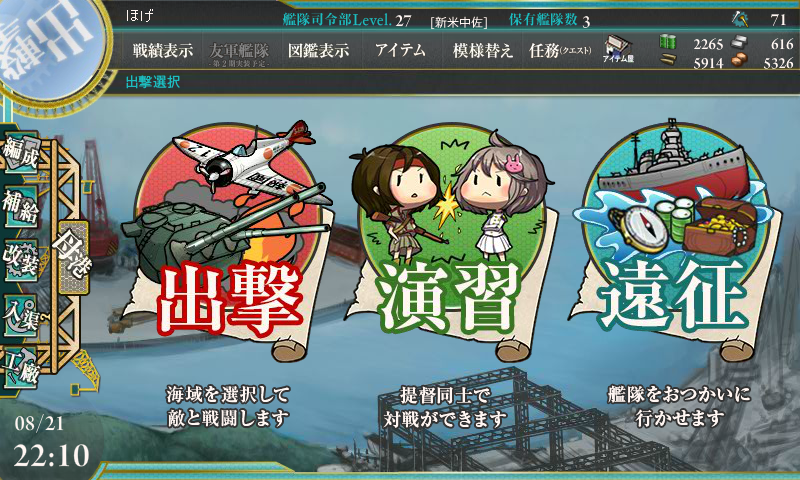 出撃
ほげ
艦隊司令部Level. 27 [新米中佐] 保有艦隊数 3 71
戦績表示 友軍艦隊 図鑑表示 アイテム 模様替え 任務(クエスト) アイテム屋 2265 616
第2期実装予定 5914 5326
出撃選択
編成
補給
改装
入渠
工廠
母港
出撃
海域を選択して
敵と戦闘します
演習
提督同士で
対戦ができます
遠征
艦隊をおつかいに
行かせます
08/21
22:10